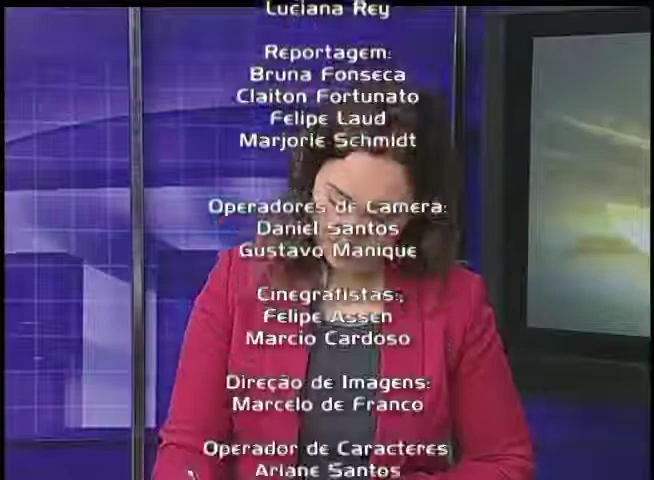 Luciana Rey
Reportagem:
Bruna Fonseca
Claiton Fortunato
Felipe Laud
Marjorie Schmidt
Operadores de Camera:
Daniel Santos
Gustavo Manique
Cinegrafistas:
Felipe Assen
Marcio Cardoso
Direção de Imagens:
Marcelo de Franco
Operador de Caracteres
Ariane Santos